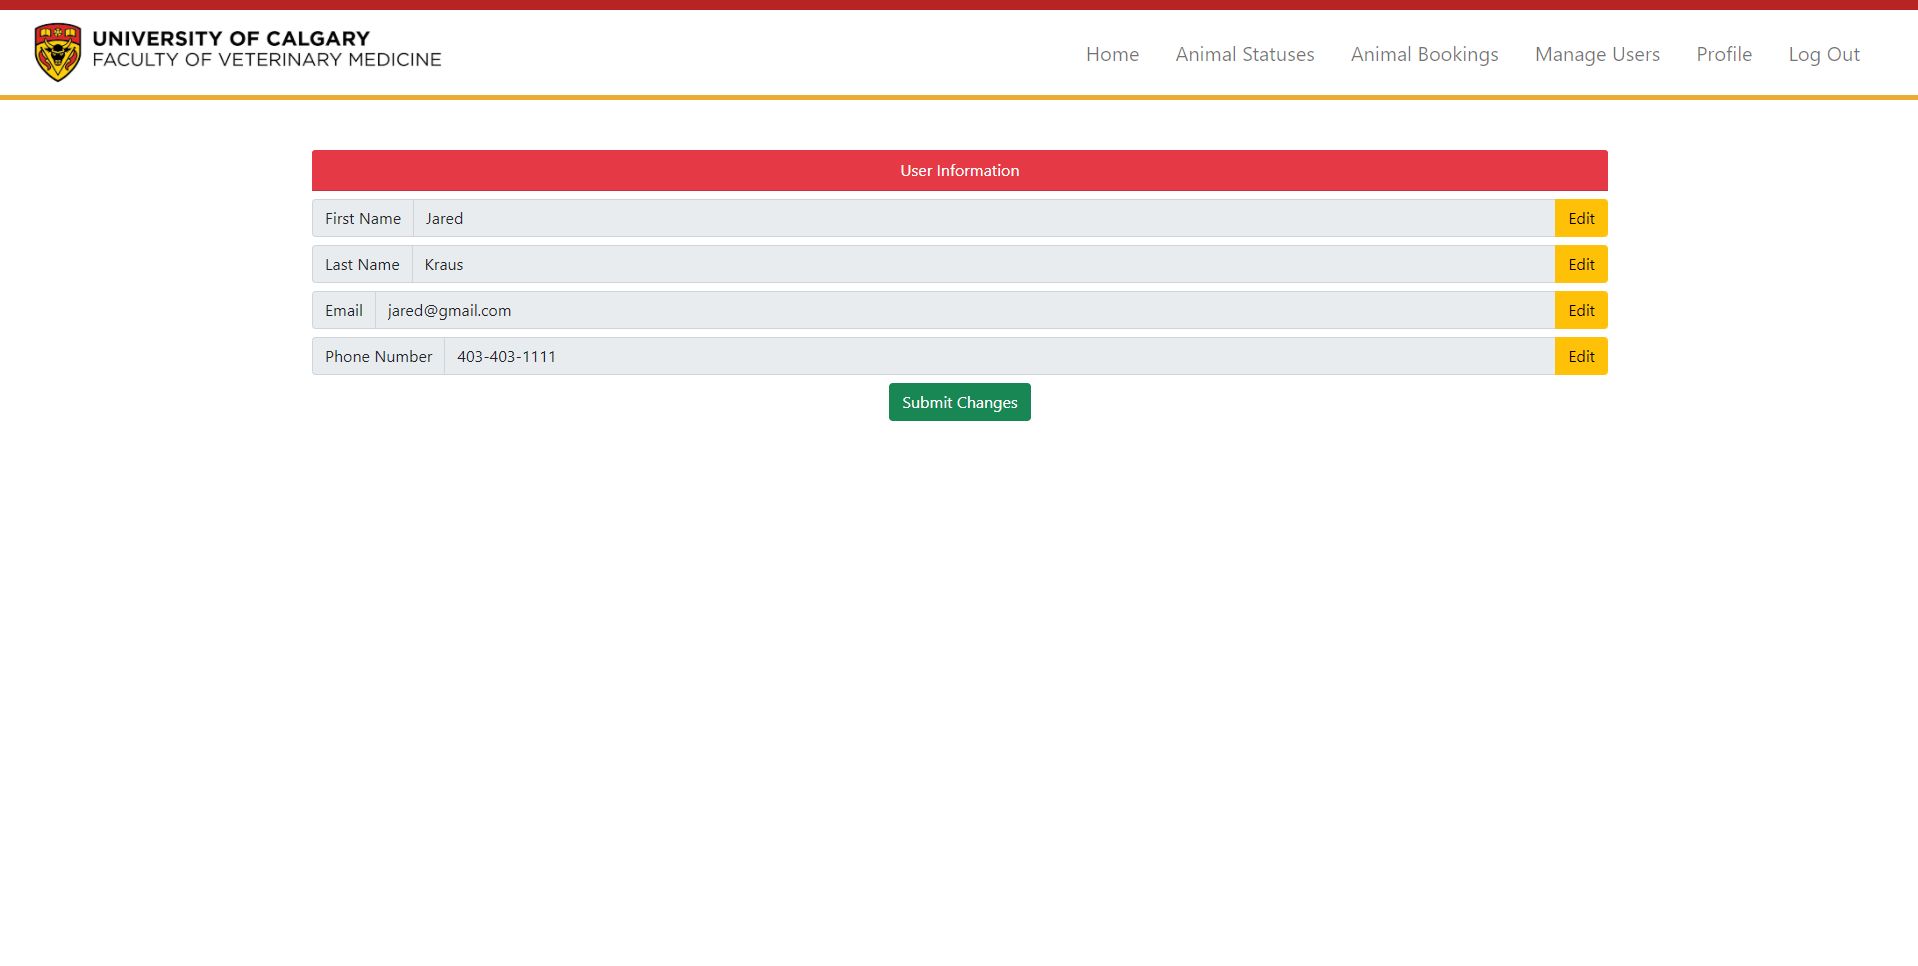 UNIVERSITY OF CALGARY
FACULTY OF VETERINARY MEDICINE
Home Animal Statuses Animal Bookings Manage Users Profile Log Out
User Information
First Name Jared Edit
Last Name Kraus Edit
Email jared@gmail.com Edit
Phone Number 403-403-1111 Edit
Submit Changes